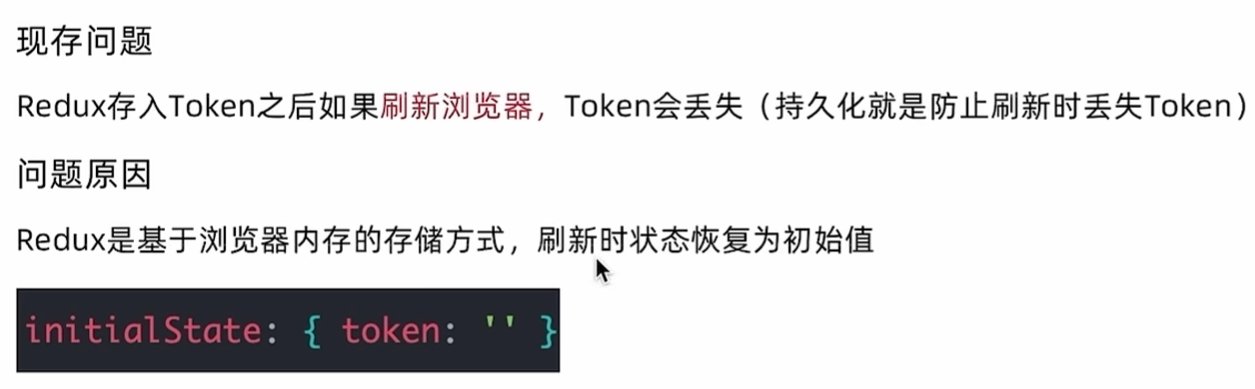 现存问题
Redux存入Token之后如果刷新浏览器，Token会丢失（持久化就是防止刷新时丢失Token）
问题原因
Redux是基于浏览器内存的存储方式，刷新时状态恢复为初始值
initialState: { token: '' }